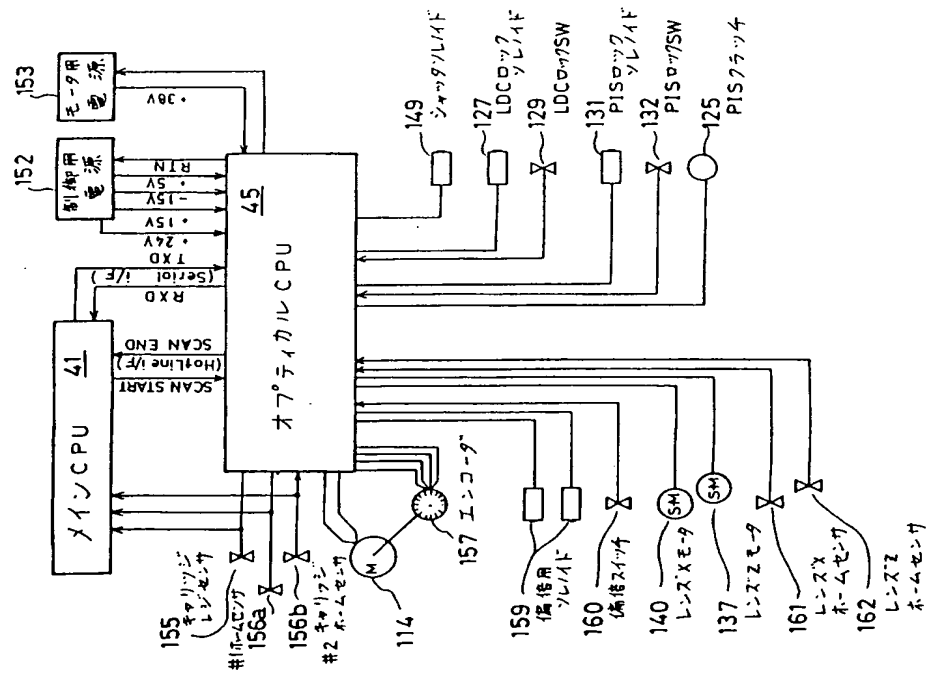 メインCPU 41
SCAN START
(HotLine i/F)
SCAN END
RXD
(Serial i/F)
TXD
152
制御用
電源
+24V
+15V
-15V
+5V
RTN
153
モータ用
電源
+38V
オプティカルCPU 45
155
キャリッジ
レジセンサ
#1ホームセンサ
156a
156b
#2 キャリッジ
ホームセンサ
M
114
157 エンコーダ
159
偏倍用
ソレノイド
160
偏倍スイッチ
S·M
140
レンズXモータ
S·M
137
レンズZモータ
161
レンズX
ホームセンサ
162
レンズZ
ホームセンサ
149
シャッタソレノイド
127
LDCロック
ソレノイド
129
LDCロックSW
131
PISロック
ソレノイド
132
PISロックSW
125
PISクラッチ